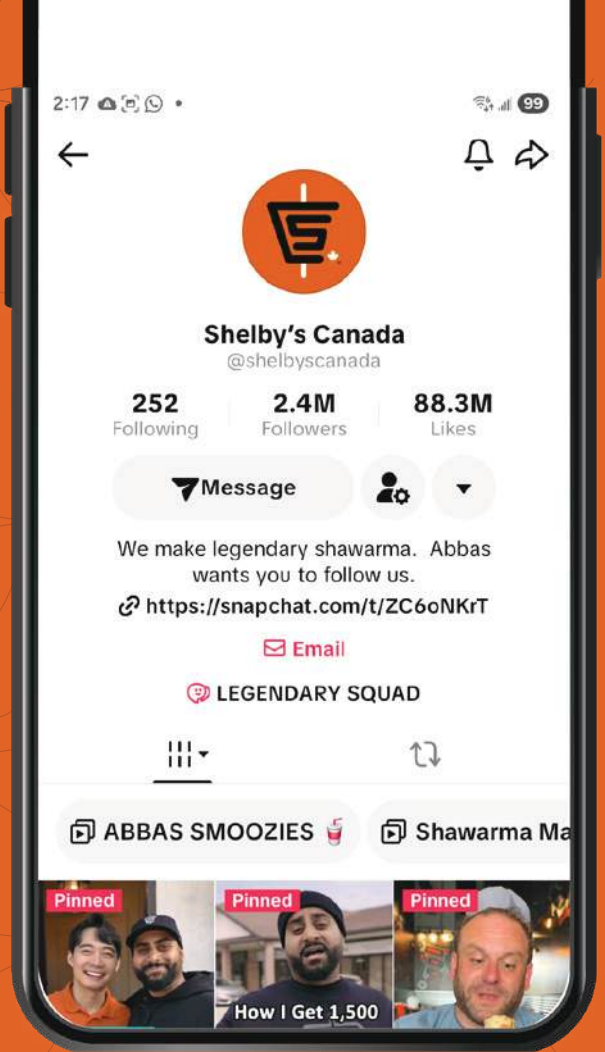 2:17
99
Shelby's Canada
@shelbyscanada
252 2.4M 88.3M
Following Followers Likes
Message
We make legendary shawarma. Abbas
wants you to follow us.
https://snapchat.com/t/ZC6oNKrT
Email
LEGENDARY SQUAD
ABBAS SMOOZIES Shawarma Ma
Pinned Pinned Pinned
How I Get 1,500